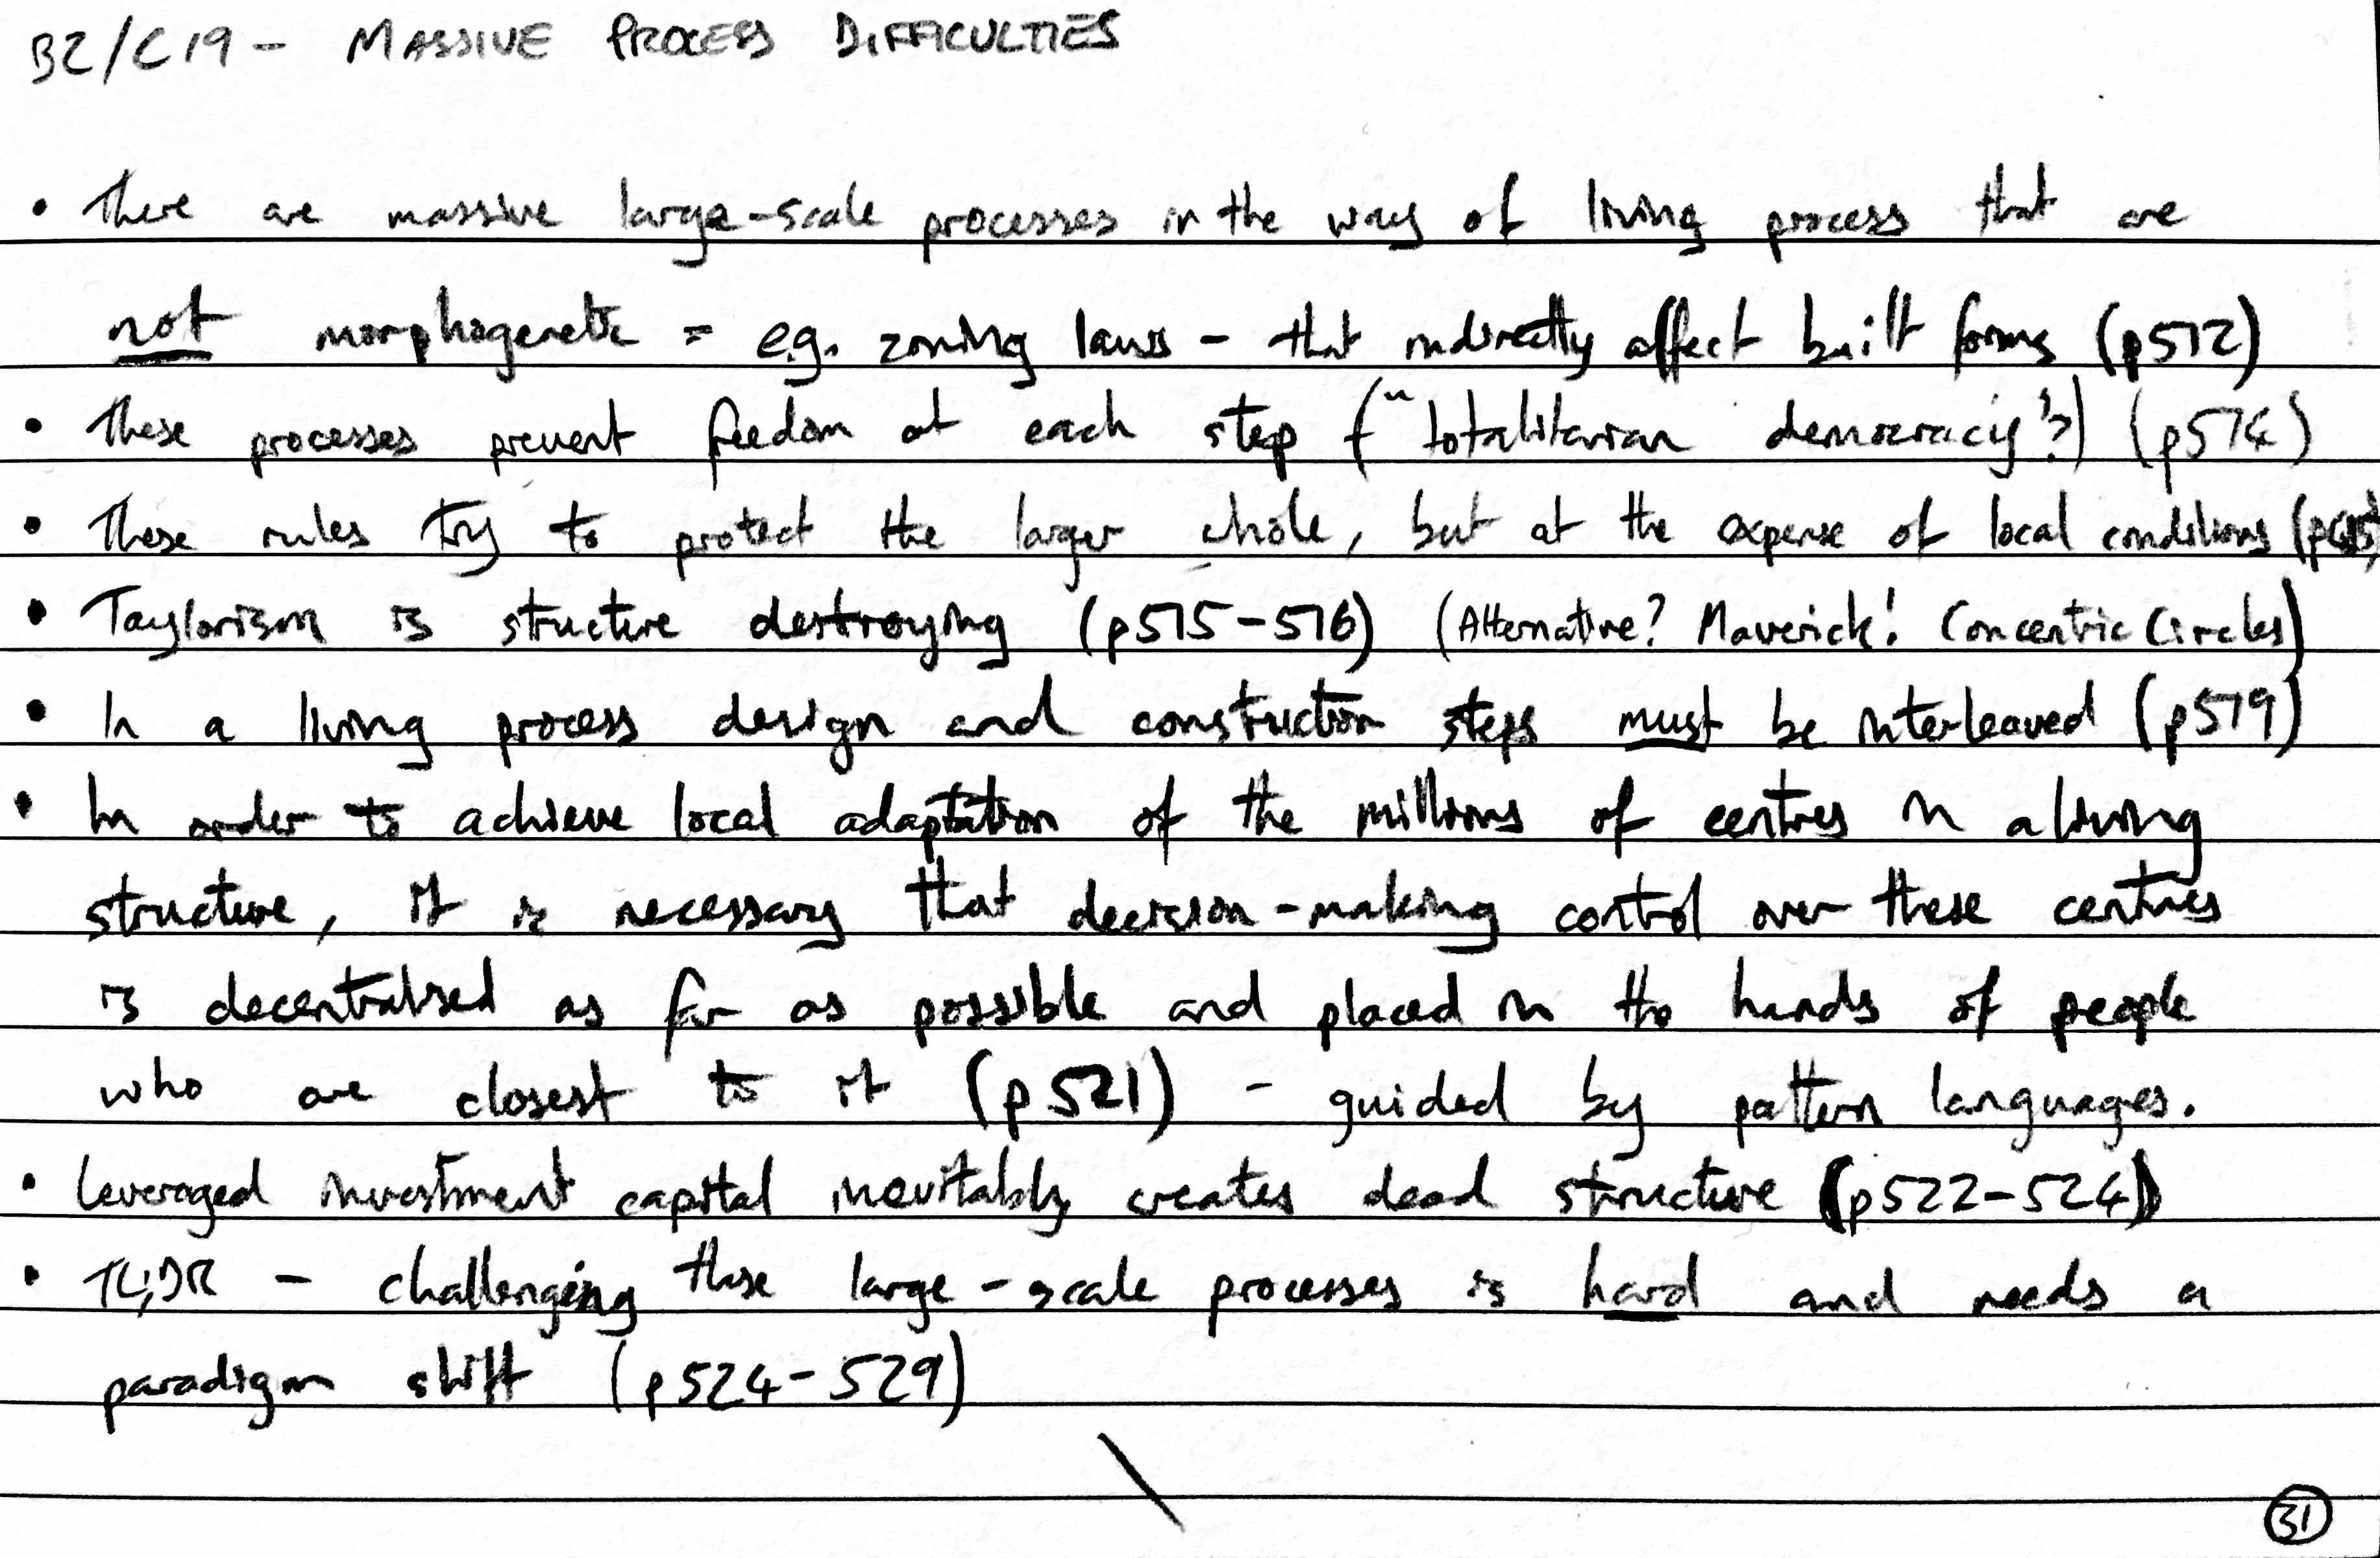 B2/C19 - MASSIVE PROCESS DIFFICULTIES
• There are massive large-scale processes in the way of living process that are
not morphogenetic = e.g. zoning laws - that indirectly affect built forms (p512)
• These processes prevent freedom at each step ("totalitarian democracy"?) (p514)
• These rules try to protect the larger whole, but at the expense of local conditions
• Taylorism is structure destroying (p515-516) (Alternative? Maverick! Concentric Circles)
• In a living process design and construction steps must be interleaved (p519)
• In order to achieve local adaptation of the millions of centres in a living
structure, it is necessary that decision-making control over these centres
is decentralised as far as possible and placed in the hands of people
who are closest to it (p521) - guided by pattern languages.
• Leveraged investment capital inevitably creates dead structure (p522-524)
• TL;DR - challenging these large-scale processes is hard and needs a
paradigm shift (p524-529)
31